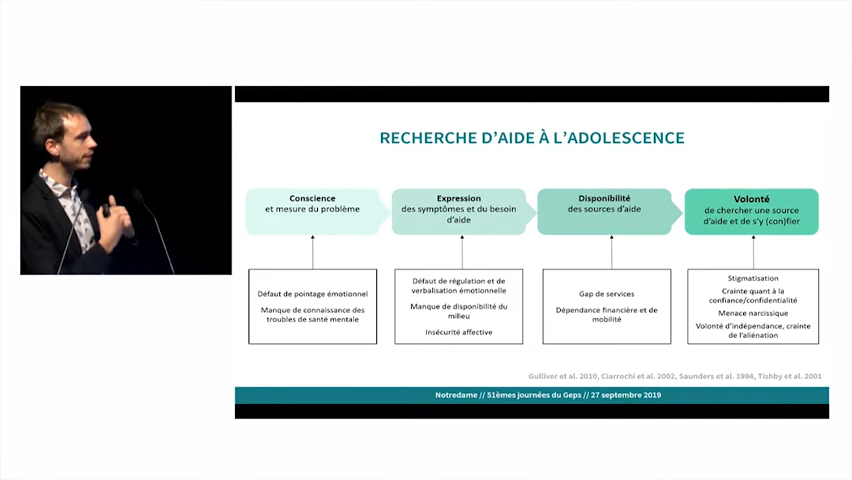 RECHERCHE D'AIDE À L'ADOLESCENCE
Conscience
et mesure du problème
Expression
des symptômes et du besoin
d'aide
Disponibilité
des sources d'aide
Volonté
de chercher une source
d'aide et de s'y (con)fier
Défaut de pointage émotionnel
Manque de connaissance des
troubles de santé mentale
Défaut de régulation et de
verbalisation émotionnelle
Manque de disponibilité du
milieu
Insécurité affective
Gap de services
Dépendance financière et de
mobilité
Stigmatisation
Crainte quant à la
confiance/confidentialité
Menace narcissique
Volonté d'indépendance, crainte
de l'aliénation
Gulliver et al. 2010, Ciarrochi et al. 2002, Saunders et al. 1994, Tishby et al. 2001
Notredame // 51èmes journées du Geps // 27 septembre 2019